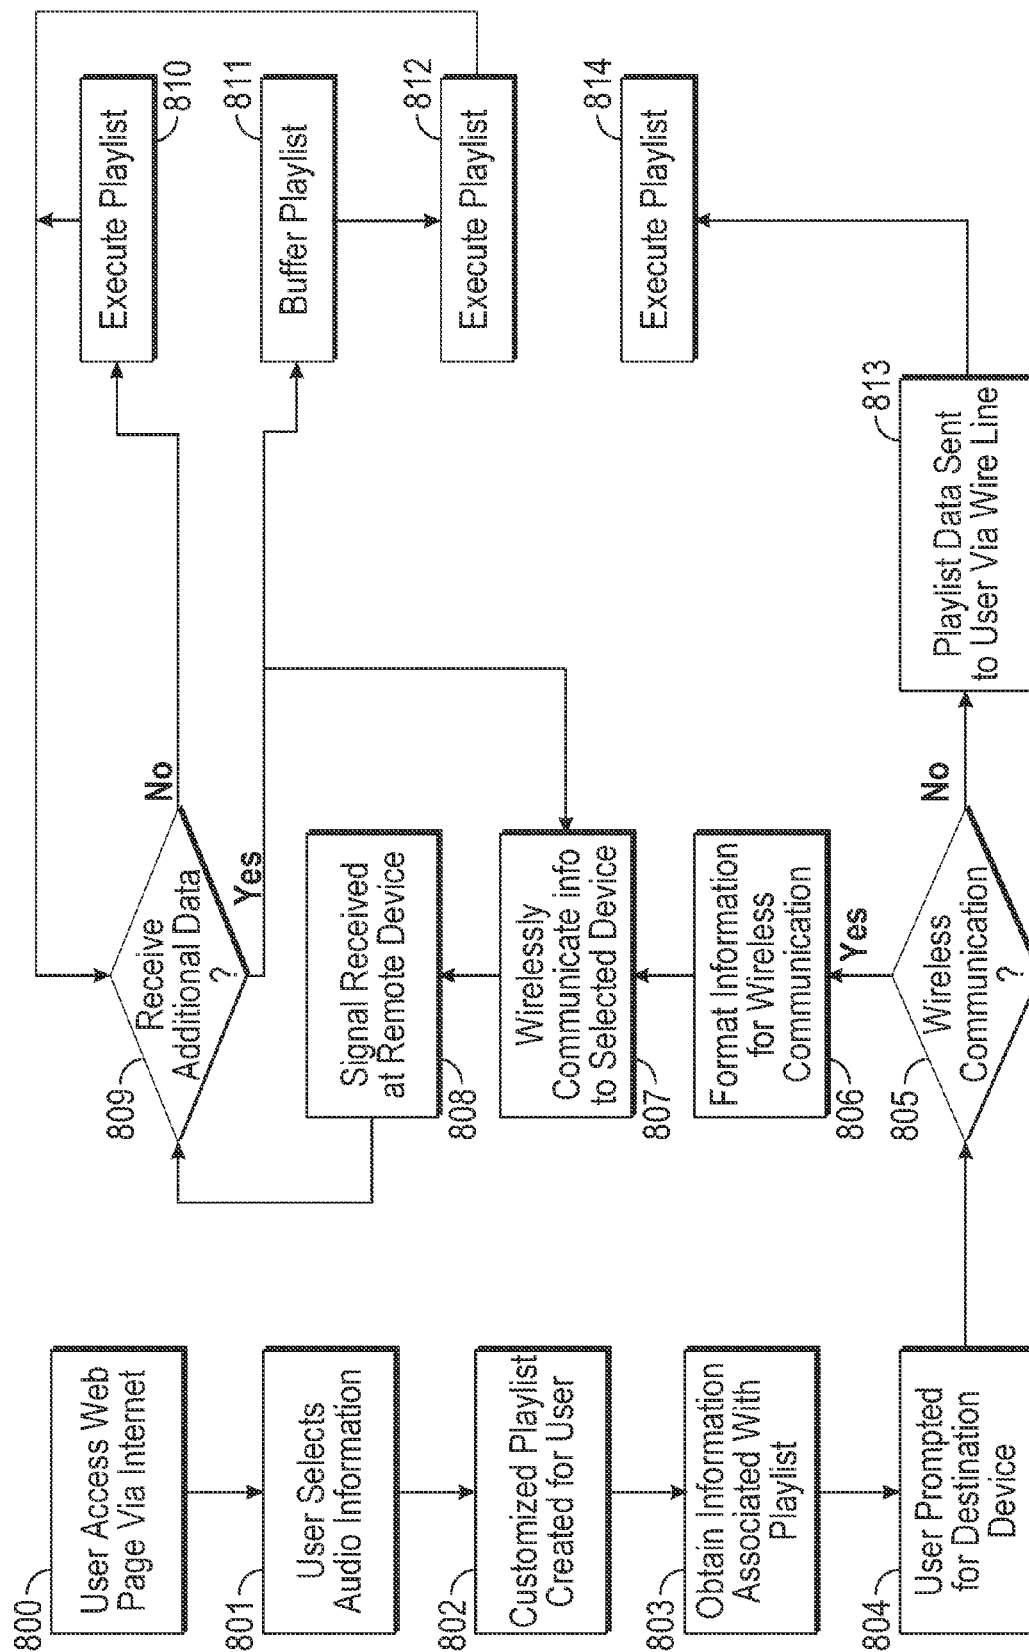 800
User Access Web
Page Via Internet
801
User Selects
Audio Information
802
Customized Playlist
Created for User
803
Obtain Information
Associated With
Playlist
804
User Prompted
for Destination
Device
805
Wireless
Communication
?
Yes
No
806
Format Information
for Wireless
Communication
807
Wirelessly
Communicate info
to Selected Device
808
Signal Received
at Remote Device
809
Receive
Additional Data
?
Yes
No
810
Execute Playlist
811
Buffer Playlist
812
Execute Playlist
813
Playlist Data Sent
to User Via Wire Line
814
Execute Playlist